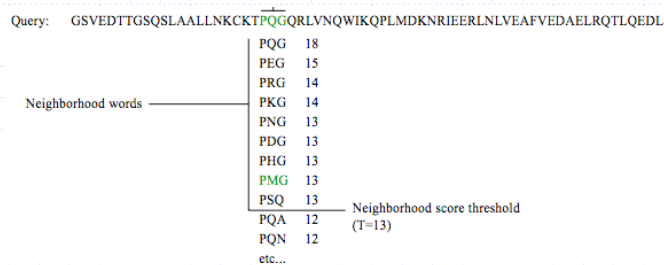 Query: GSVEDTTGSQSLAALLNKCKTPQGQRLVNQWIKQPLMDKNRIEERLNLVEAFVEDAELRQTLQEDL
PQG 18
PEG 15
PRG 14
Neighborhood words PKG 14
PNG 13
PDG 13
PHG 13
PMG 13
PSQ 13
Neighborhood score threshold
PQA 12 (T=13)
PQN 12
etc...